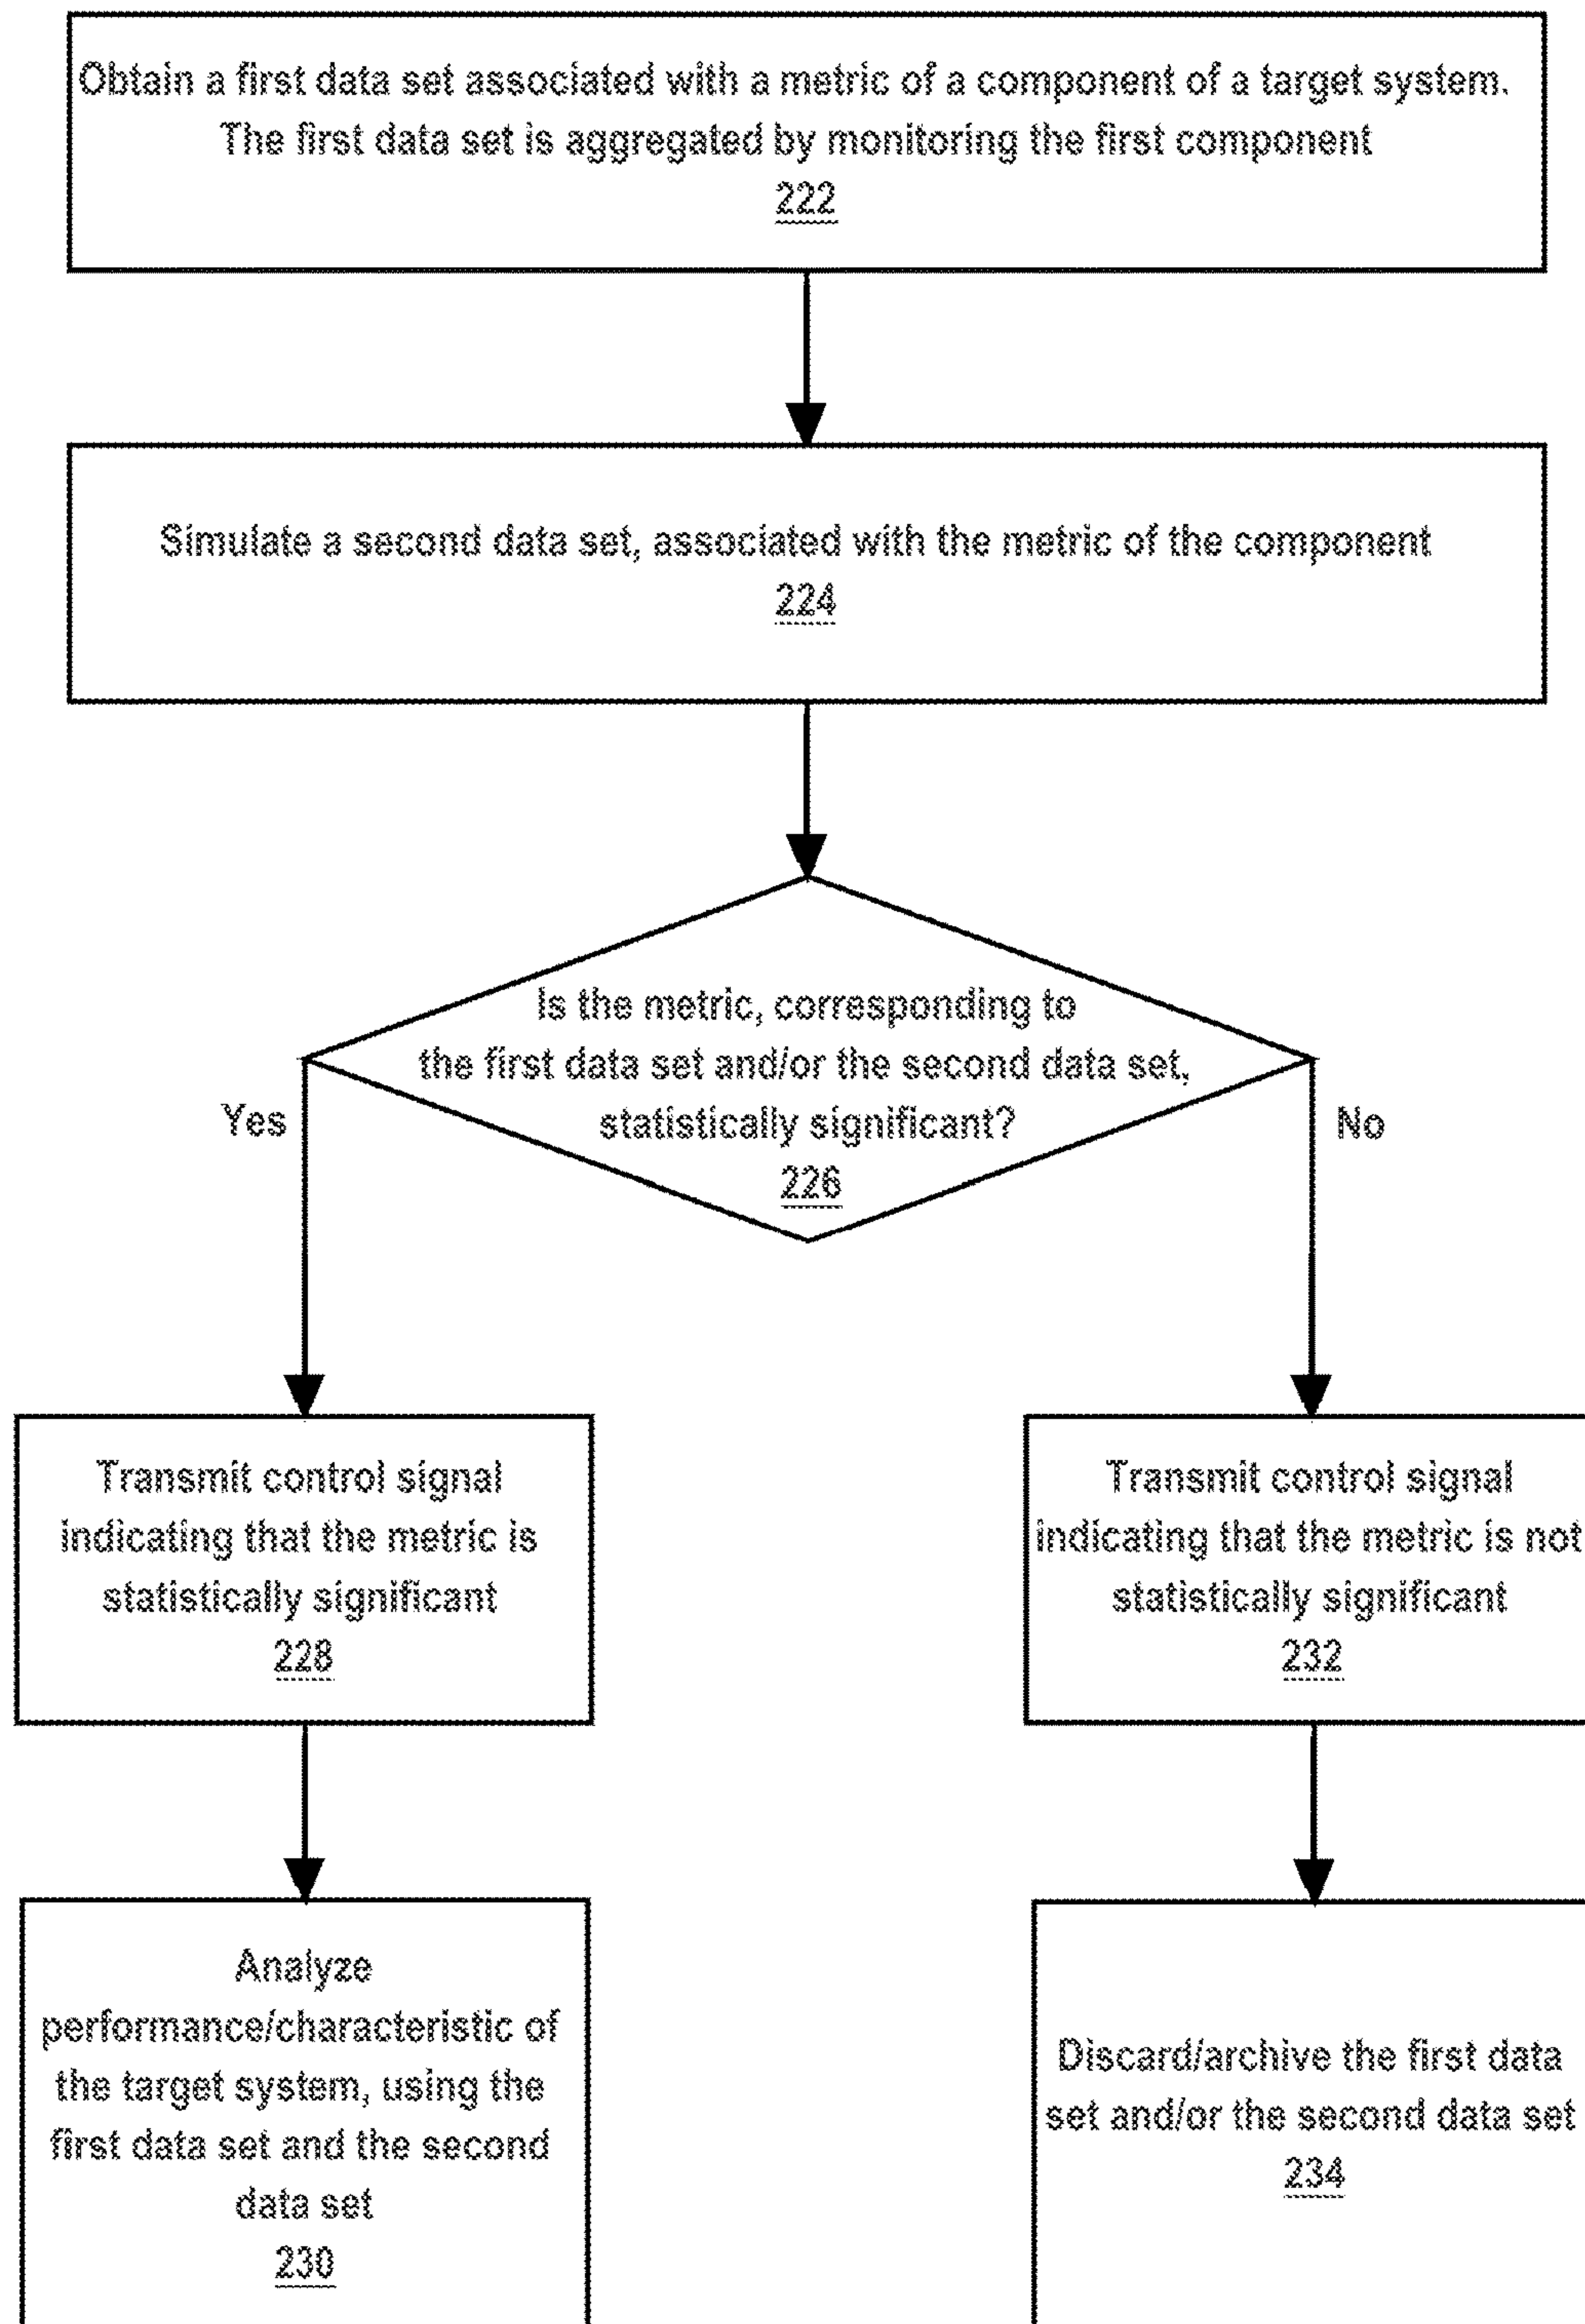 Obtain a first data set associated with a metric of a component of a target system.
The first data set is aggregated by monitoring the first component
222
Simulate a second data set, associated with the metric of the component
224
Is the metric, corresponding to
the first data set and/or the second data set,
statistically significant?
226
Yes
No
Transmit control signal
indicating that the metric is
statistically significant
228
Transmit control signal
indicating that the metric is not
statistically significant
232
Analyze
performance/characteristic of
the target system, using the
first data set and the second
data set
230
Discard/archive the first data
set and/or the second data set
234